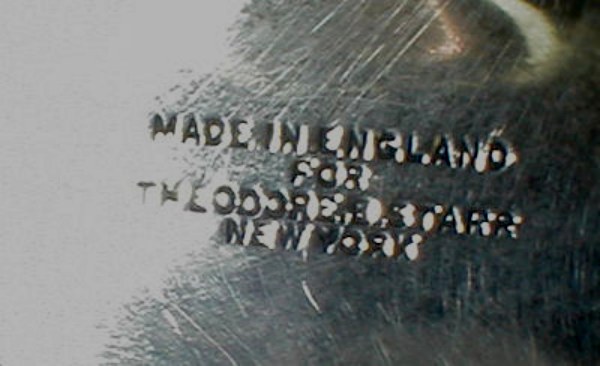 MADE IN ENGLAND
FOR
THEODORE.B.STARR
NEW YORK